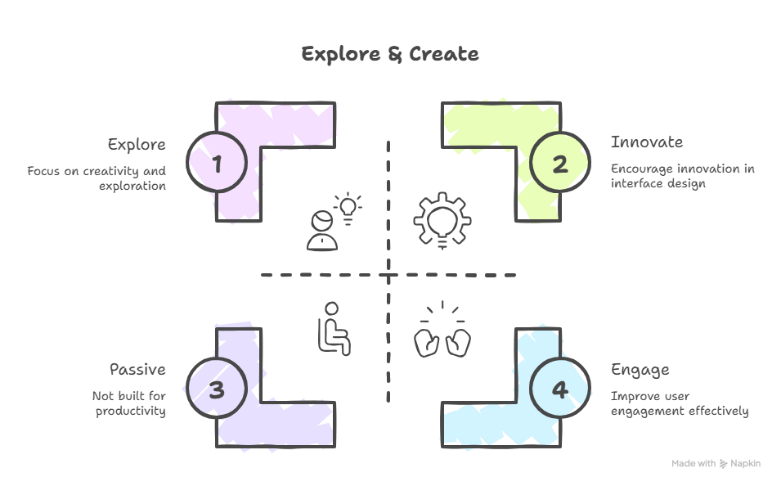 Explore & Create
Explore
Focus on creativity and
exploration
1
2
Innovate
Encourage innovation in
interface design
Passive
Not built for
productivity
3
4
Engage
Improve user
engagement effectively
Made with Napkin